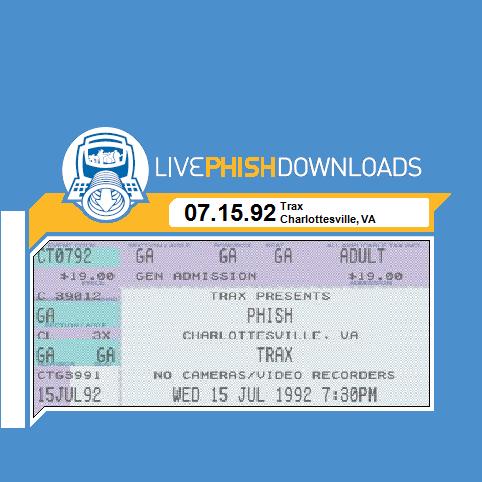 LIVEPHISHDOWNLOADS
07.15.92 Trax
Charlottesville, VA
CT0792 GA GA GA ADULT
$19.00 GEN ADMISSION $19.00
C 39012 TRAX PRESENTS
GA PHISH
CL 3X CHARLOTTESVILLE. VA
GA GA TRAX
CTG3991 NO CAMERAS/VIDEO RECORDERS
15JUL92 WED 15 JUL 1992 7:30PM